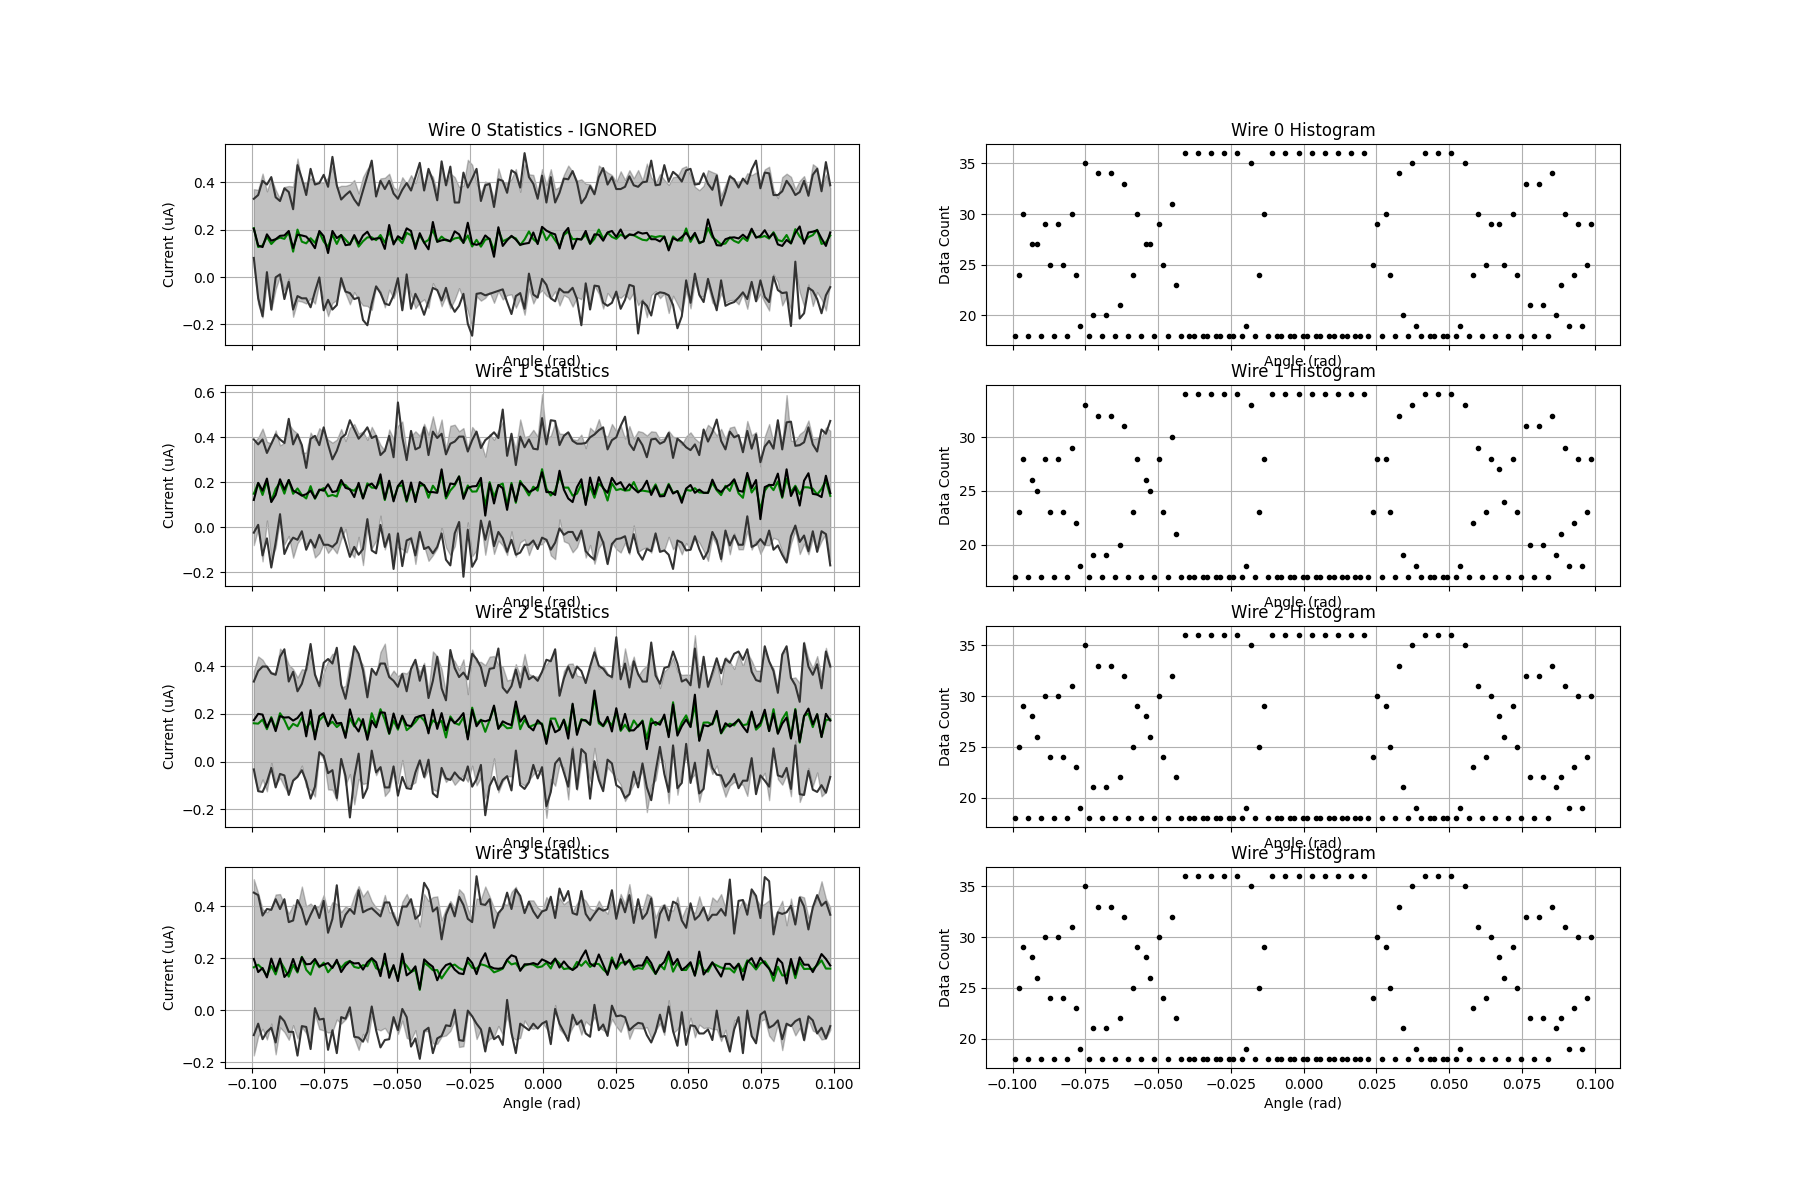 Wire 0 Statistics - IGNORED
Current (uA)
0.4
0.2
0.0
−0.2
Angle (rad)
Wire 0 Histogram
Data Count
35
30
25
20
Angle (rad)
Wire 1 Statistics
Current (uA)
0.6
0.4
0.2
0.0
−0.2
Angle (rad)
Wire 1 Histogram
Data Count
30
25
20
Angle (rad)
Wire 2 Statistics
Current (uA)
0.4
0.2
0.0
−0.2
Angle (rad)
Wire 2 Histogram
Data Count
35
30
25
20
Angle (rad)
Wire 3 Statistics
Current (uA)
0.4
0.2
0.0
−0.2
−0.100 −0.075 −0.050 −0.025 0.000 0.025 0.050 0.075 0.100
Angle (rad)
Wire 3 Histogram
Data Count
35
30
25
20
−0.100 −0.075 −0.050 −0.025 0.000 0.025 0.050 0.075 0.100
Angle (rad)